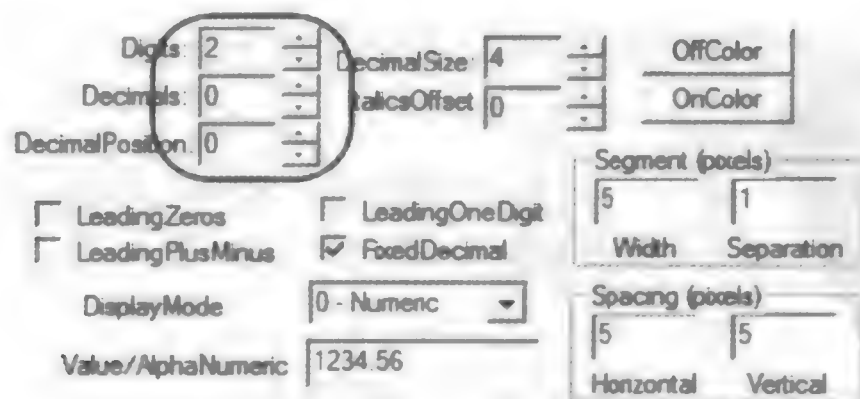 Digits: 2 DecimalSize: 4 OffColor
Decimals: 0 ItalicsOffset 0 OnColor
DecimalPosition: 0
Segment (pixels)
LeadingZeros LeadingOneDigit 5 1
LeadingPlusMinus FixedDecimal Width Separation
DisplayMode 0 - Numeric Spacing (pixels)
Value/AlphaNumeric 1234.56 5 5
Horizontal Vertical